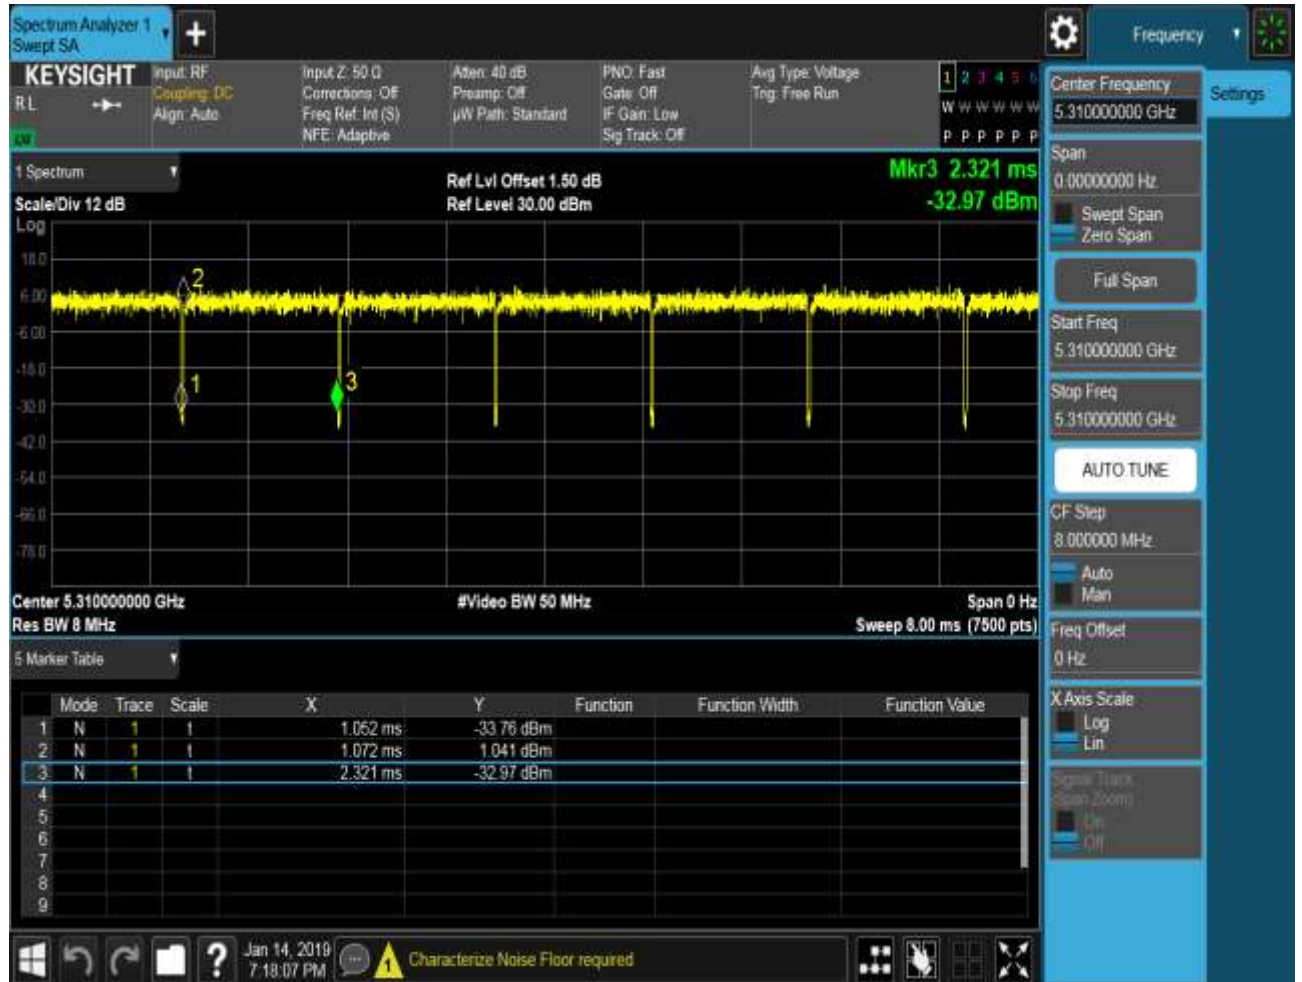 Spectrum Analyzer 1
Swept SA
Frequency
KEYSIGHT
Input: RF
Coupling: DC
Align: Auto
Input Z: 50 Ω
Corrections: Off
Freq Ref: Int (S)
NFE: Adaptive
Atten: 40 dB
Preamp: Off
µW Path: Standard
PNO: Fast
Gate: Off
IF Gain: Low
Sig Track: Off
Avg Type: Voltage
Trig: Free Run
1 2 3 4 5 6
W W W W W W
P P P P P P
R L
1 Spectrum
Scale/Div 12 dB
Log
Ref Lvl Offset 1.50 dB
Ref Level 30.00 dBm
Mkr3 2.321 ms
-32.97 dBm
18.0
6.00
-6.00
-18.0
-30.0
-42.0
-54.0
-66.0
-78.0
2
1
3
Center 5.310000000 GHz
Res BW 8 MHz
#Video BW 50 MHz
Span 0 Hz
Sweep 8.00 ms (7500 pts)
5 Marker Table
Mode Trace Scale X Y Function Function Width Function Value
1 N 1 t 1.052 ms -33.76 dBm
2 N 1 t 1.072 ms 1.041 dBm
3 N 1 t 2.321 ms -32.97 dBm
4
5
6
7
8
9
Jan 14, 2019
7:18:07 PM
Characterize Noise Floor required
Settings
Center Frequency
5.310000000 GHz
Span
0.00000000 Hz
Swept Span
Zero Span
Full Span
Start Freq
5.310000000 GHz
Stop Freq
5.310000000 GHz
AUTO TUNE
CF Step
8.000000 MHz
Auto
Man
Freq Offset
0 Hz
X Axis Scale
Log
Lin
Signal Track
(Span Zoom)
On
Off